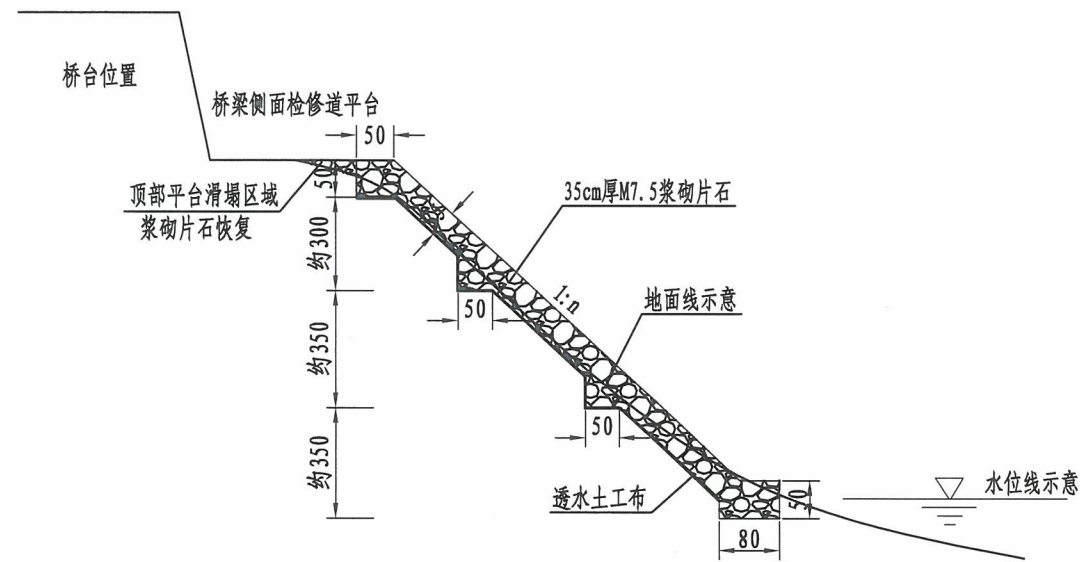 桥台位置
桥梁侧面检修道平台
50
50
顶部平台滑塌区域
浆砌片石恢复
35cm厚M7.5浆砌片石
35
约300
1:n
50
地面线示意
约350
50
约350
透水土工布
50
水位线示意
80